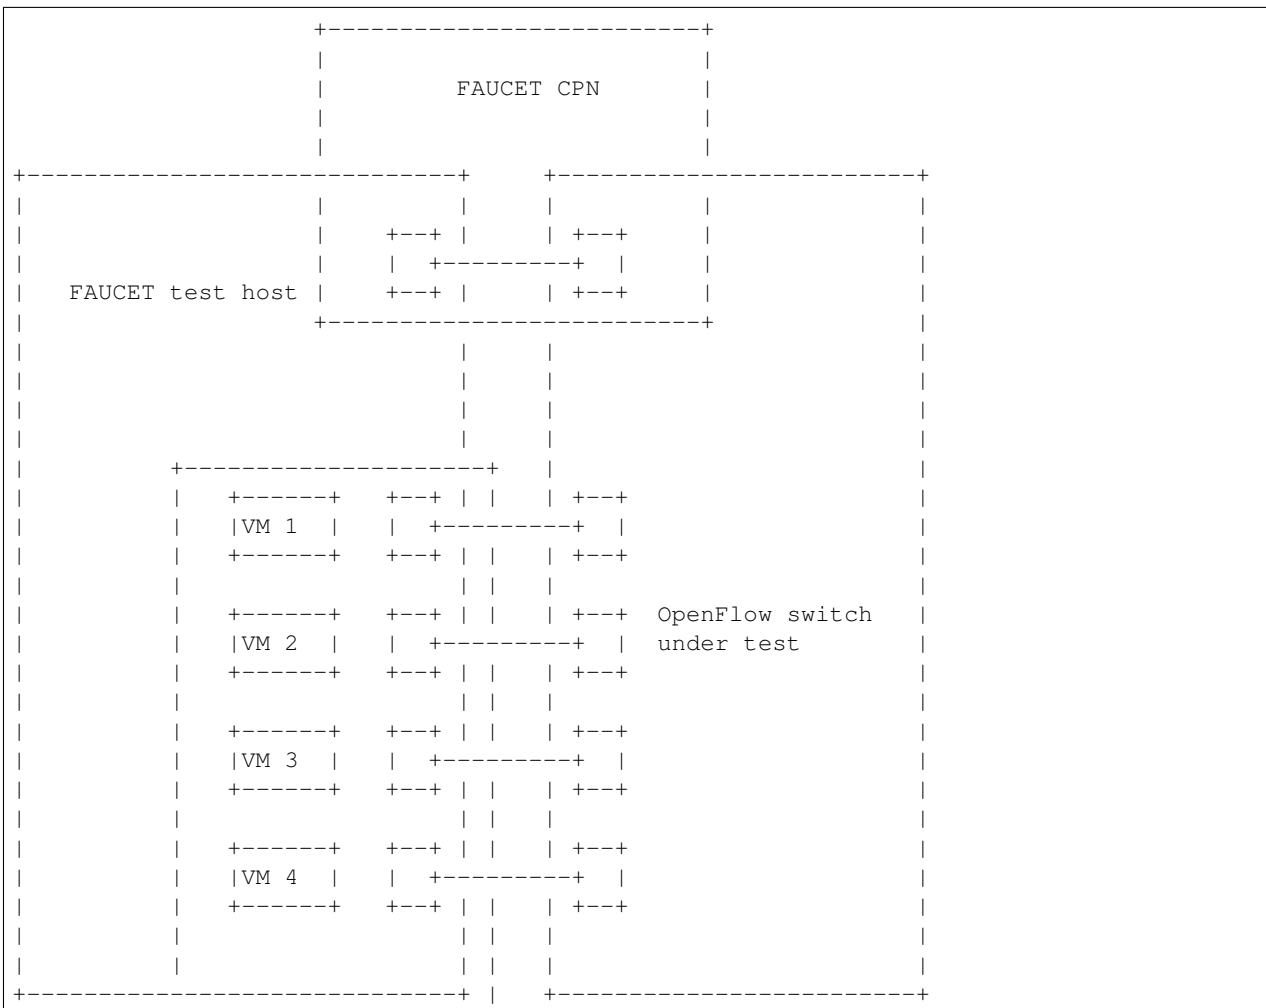 FAUCET CPN
FAUCET test host
VM 1
VM 2
OpenFlow switch
under test
VM 3
VM 4